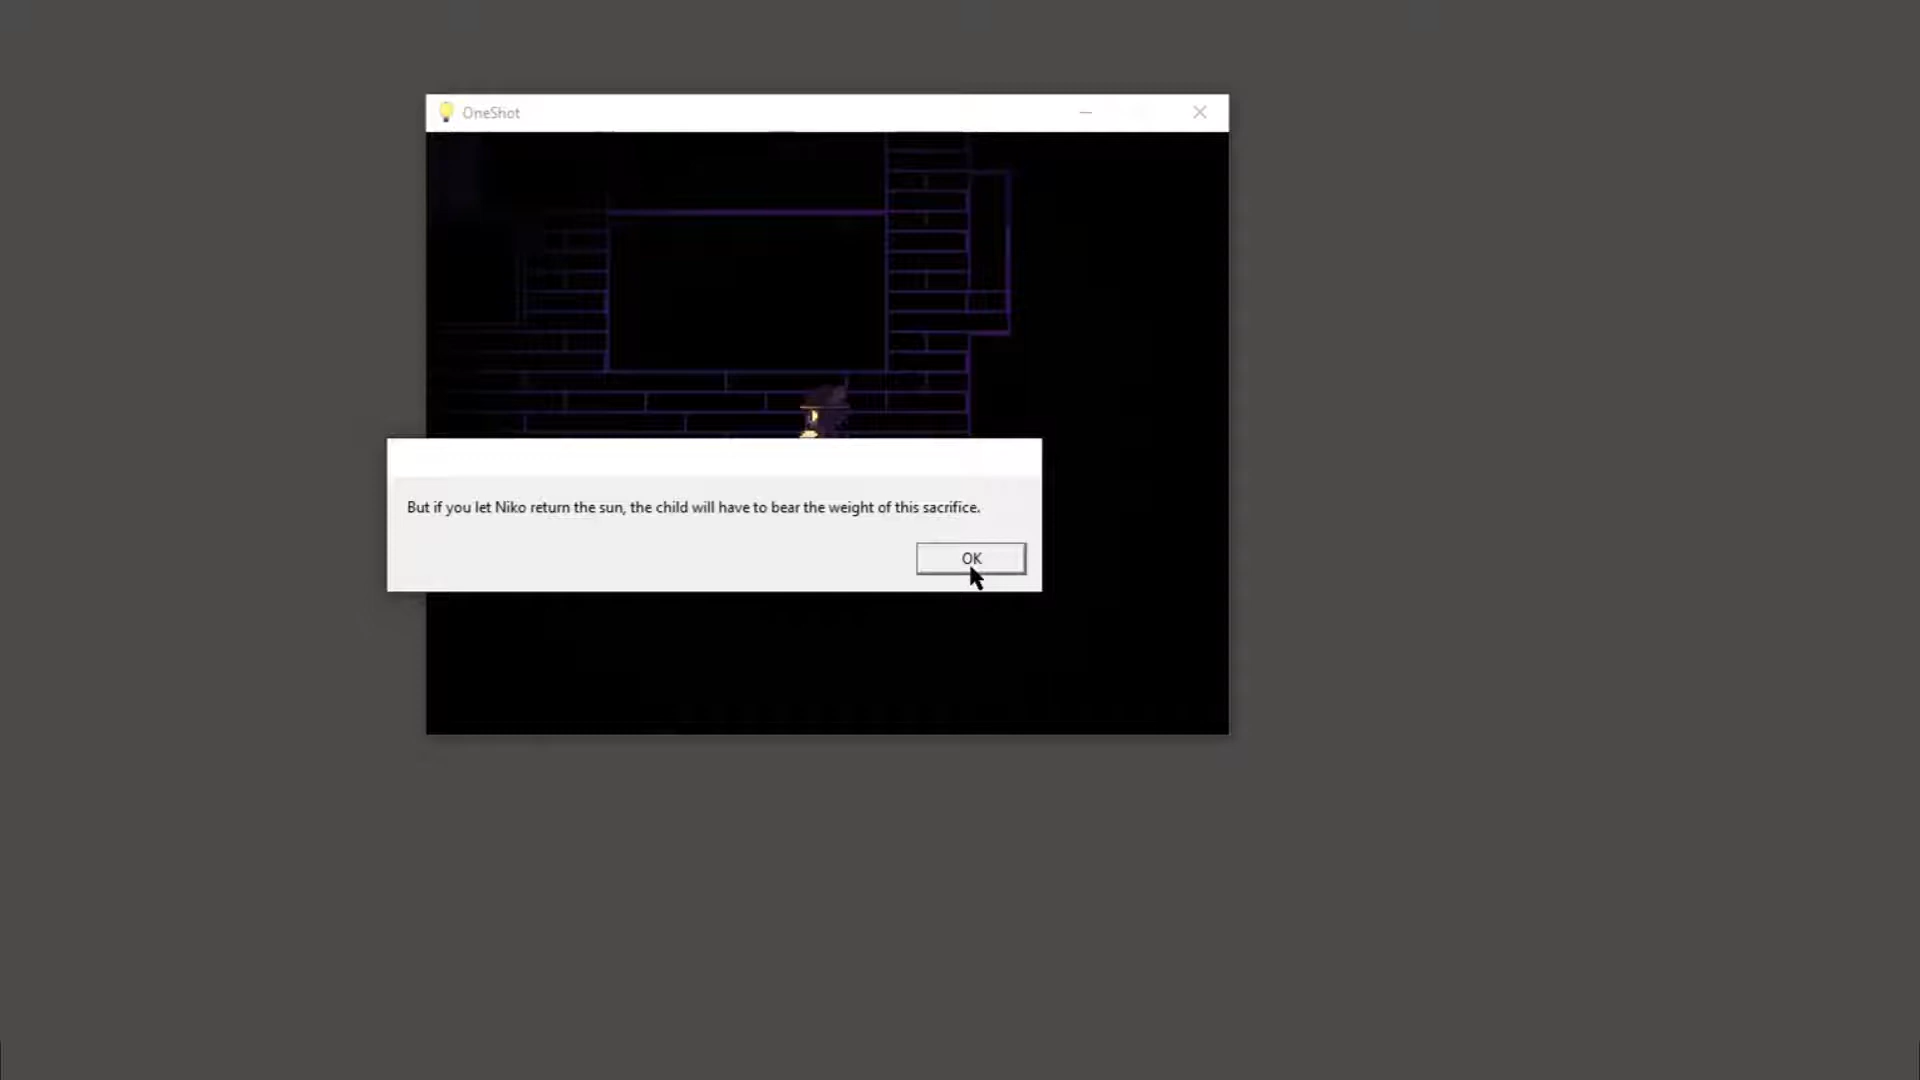 OneShot
But if you let Niko return the sun, the child will have to bear the weight of this sacrifice.
OK